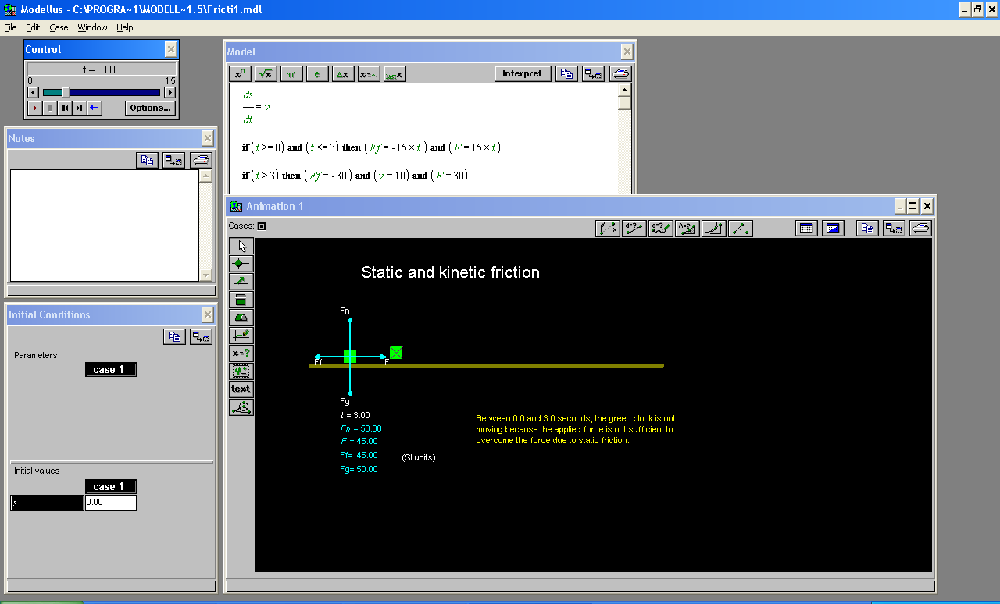 Modellus - C:\PROGRA~1\MODELL~1.5\Fricti1.mdl
File Edit Case Window Help
Control
t = 3.00
0 15
Options...
Model
xⁿ √x π e Δx x=~ last x
Interpret
ds
dt
= v
if ( t >= 0 ) and ( t <= 3 ) then ( Ff = -15 × t ) and ( F = 15 × t )
if ( t > 3 ) then ( Ff = -30 ) and ( v = 10 ) and ( F = 30 )
Notes
Initial Conditions
Parameters
case 1
Initial values
case 1
s 0.00
Animation 1
Cases:
d=? d=? A=?
x=?
text
Static and kinetic friction
Fn
Ff F
Fg
t = 3.00
Fn = 50.00
F = 45.00
Ff= 45.00
Fg= 50.00
(SI units)
Between 0.0 and 3.0 seconds, the green block is not
moving because the applied force is not sufficient to
overcome the force due to static friction.